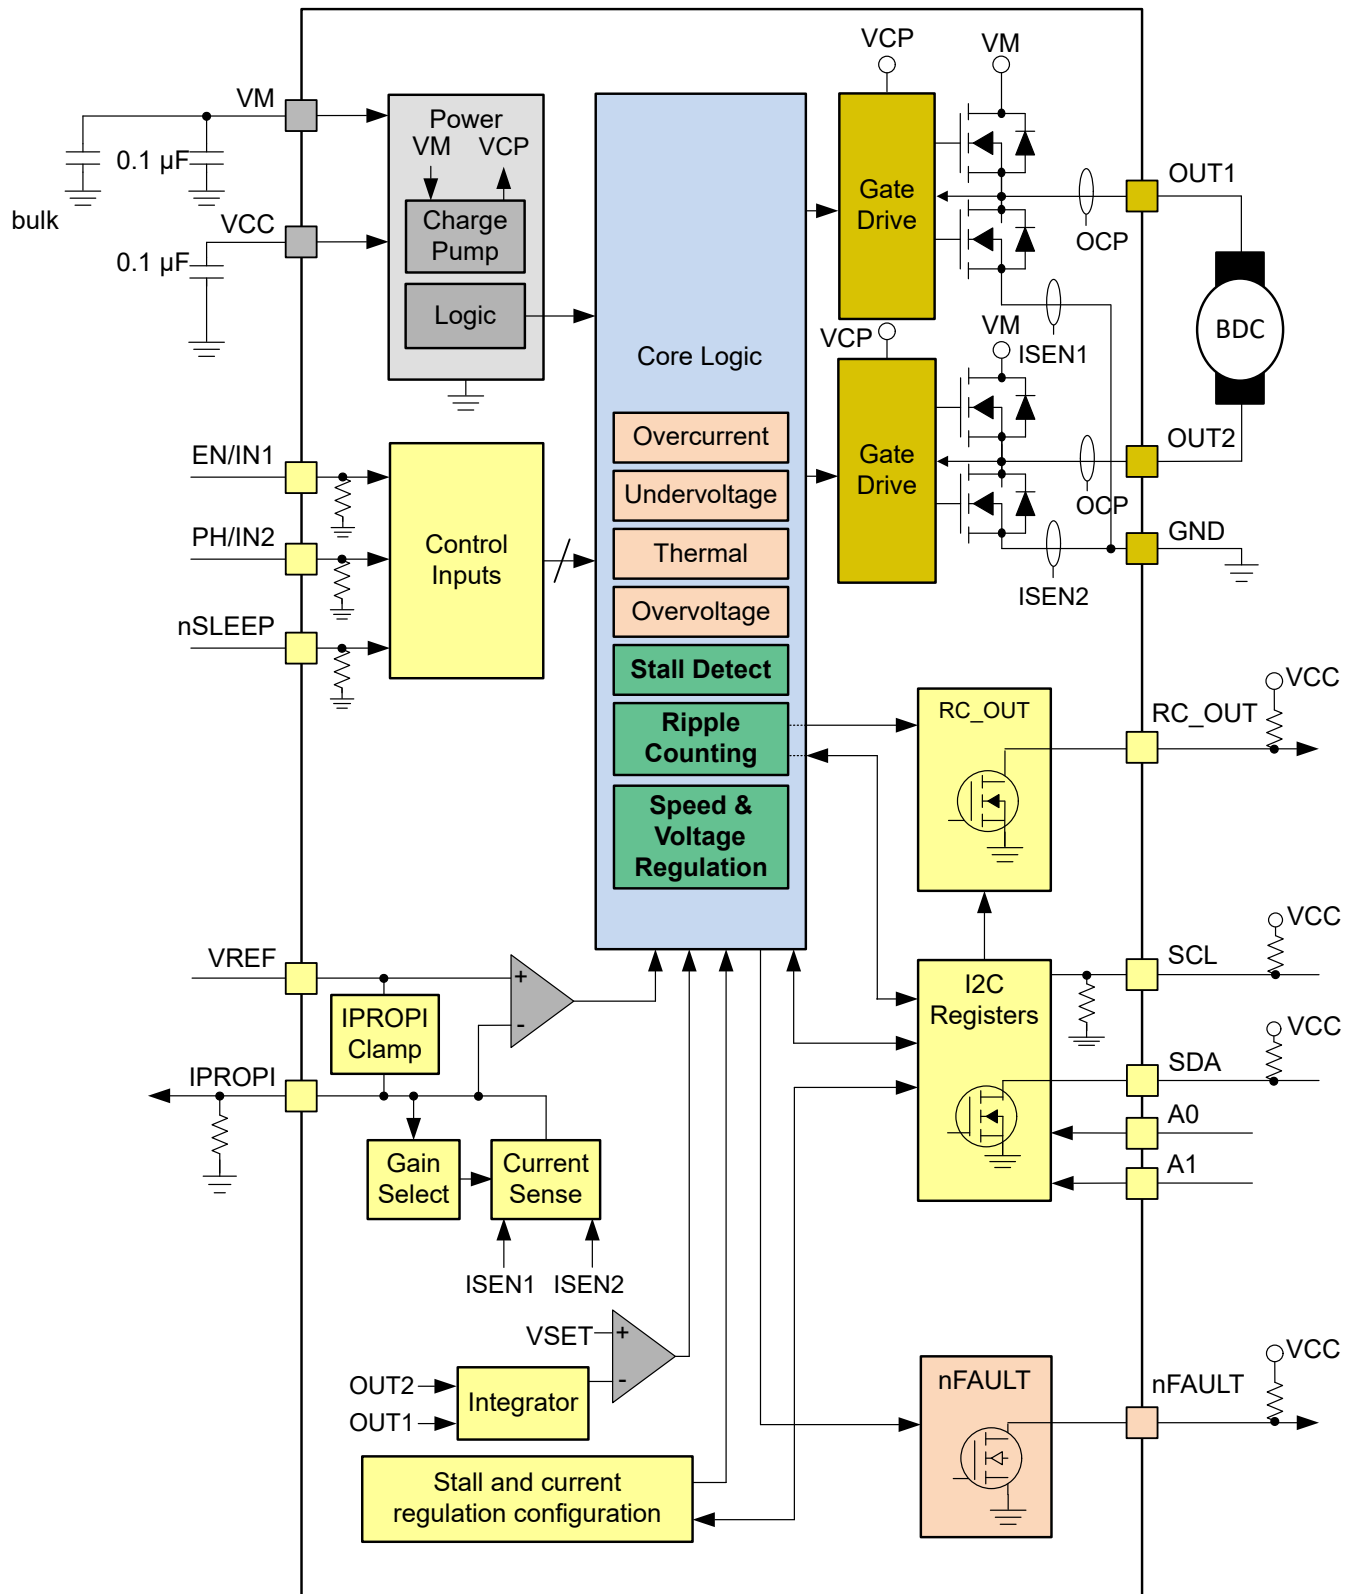 VCP
VM
VM
Power
VM
VCP
0.1 µF
bulk
VCC
Charge
Pump
0.1 µF
Logic
Gate
Drive
OUT1
OCP
BDC
VCP
VM
ISEN1
Core Logic
Overcurrent
Undervoltage
Thermal
Overvoltage
Stall Detect
Ripple
Counting
Speed &
Voltage
Regulation
EN/IN1
PH/IN2
nSLEEP
Control
Inputs
Gate
Drive
OUT2
OCP
GND
ISEN2
RC_OUT
VCC
RC_OUT
VREF
+
-
IPROPI
Clamp
IPROPI
Gain
Select
Current
Sense
ISEN1
ISEN2
I2C
Registers
VCC
SCL
VCC
SDA
A0
A1
VSET
+
-
OUT2
OUT1
Integrator
Stall and current
regulation configuration
nFAULT
VCC
nFAULT